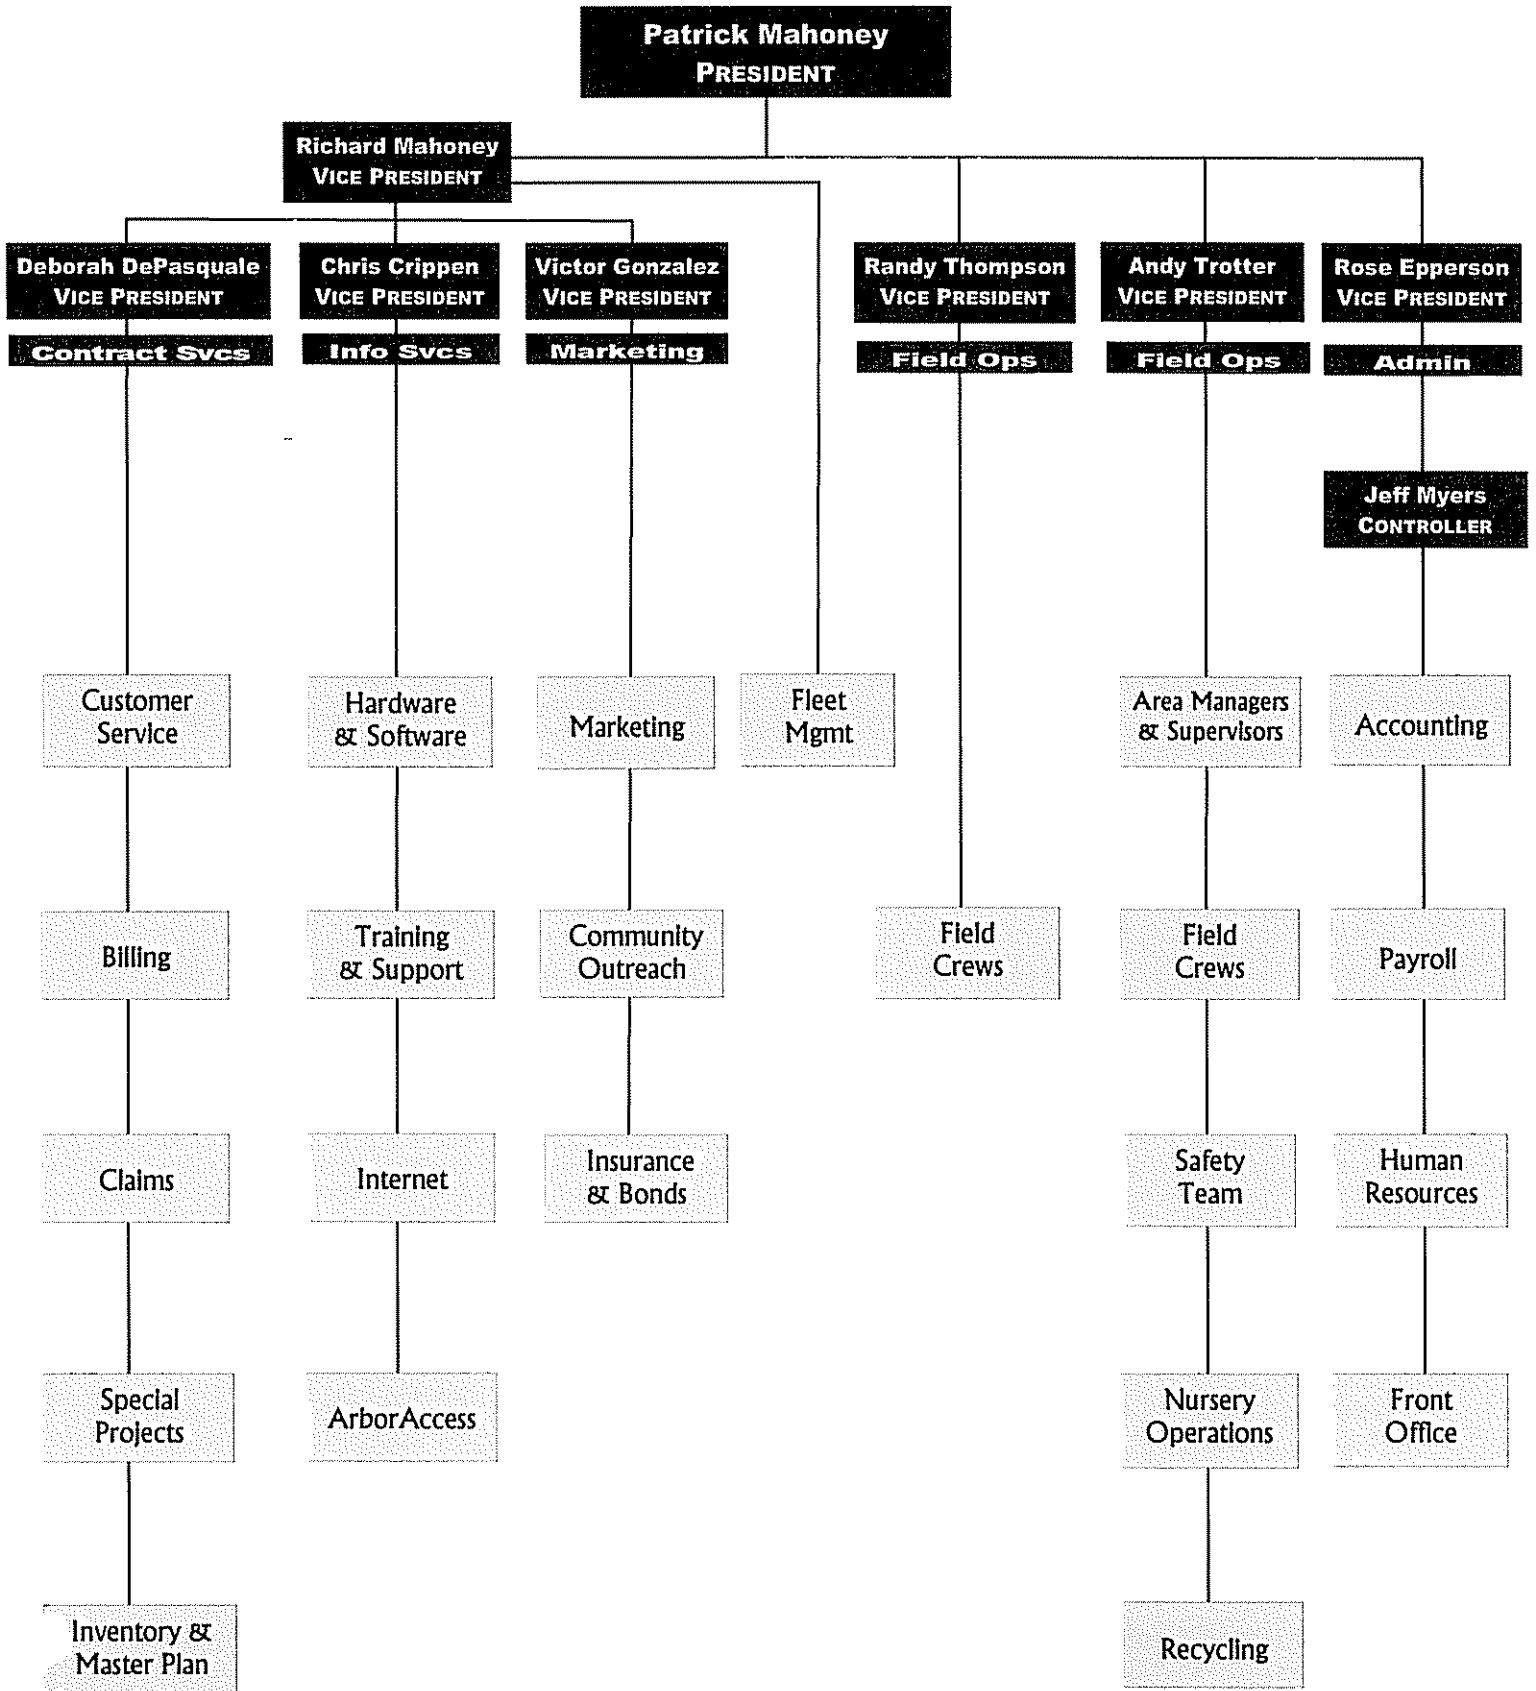 Patrick Mahoney
PRESIDENT
Richard Mahoney
VICE PRESIDENT
Deborah DePasquale
VICE PRESIDENT
Contract Svcs
Chris Crippen
VICE PRESIDENT
Info Svcs
Victor Gonzalez
VICE PRESIDENT
Marketing
Randy Thompson
VICE PRESIDENT
Field Ops
Andy Trotter
VICE PRESIDENT
Field Ops
Rose Epperson
VICE PRESIDENT
Admin
Jeff Myers
CONTROLLER
Customer
Service
Hardware
& Software
Marketing
Fleet
Mgmt
Area Managers
& Supervisors
Accounting
Billing
Training
& Support
Community
Outreach
Field
Crews
Field
Crews
Payroll
Claims
Internet
Insurance
& Bonds
Safety
Team
Human
Resources
Special
Projects
ArborAccess
Nursery
Operations
Front
Office
Inventory &
Master Plan
Recycling